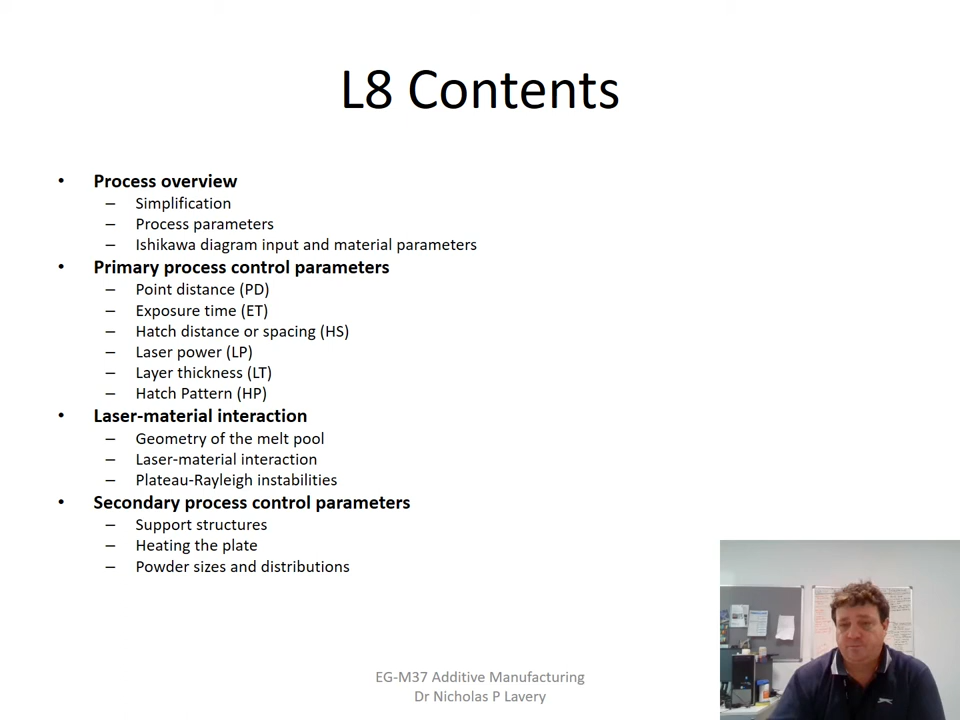 L8 Contents
• Process overview
– Simplification
– Process parameters
– Ishikawa diagram input and material parameters
• Primary process control parameters
– Point distance (PD)
– Exposure time (ET)
– Hatch distance or spacing (HS)
– Laser power (LP)
– Layer thickness (LT)
– Hatch Pattern (HP)
• Laser-material interaction
– Geometry of the melt pool
– Laser-material interaction
– Plateau-Rayleigh instabilities
• Secondary process control parameters
– Support structures
– Heating the plate
– Powder sizes and distributions
EG-M37 Additive Manufacturing
Dr Nicholas P Lavery